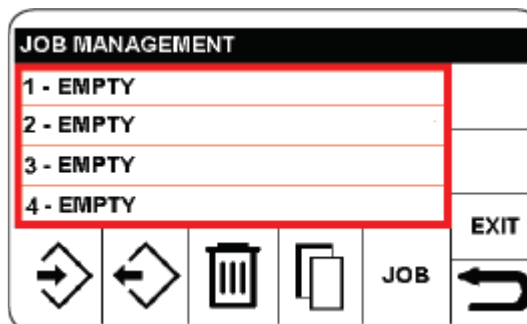 JOB MANAGEMENT
1 - EMPTY
2 - EMPTY
3 - EMPTY
4 - EMPTY
EXIT
JOB